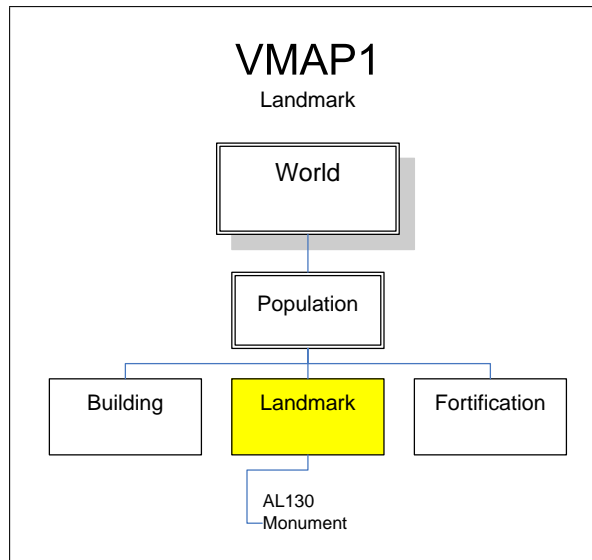 VMAP1
Landmark
World
Population
Building
Landmark
Fortification
AL130
Monument